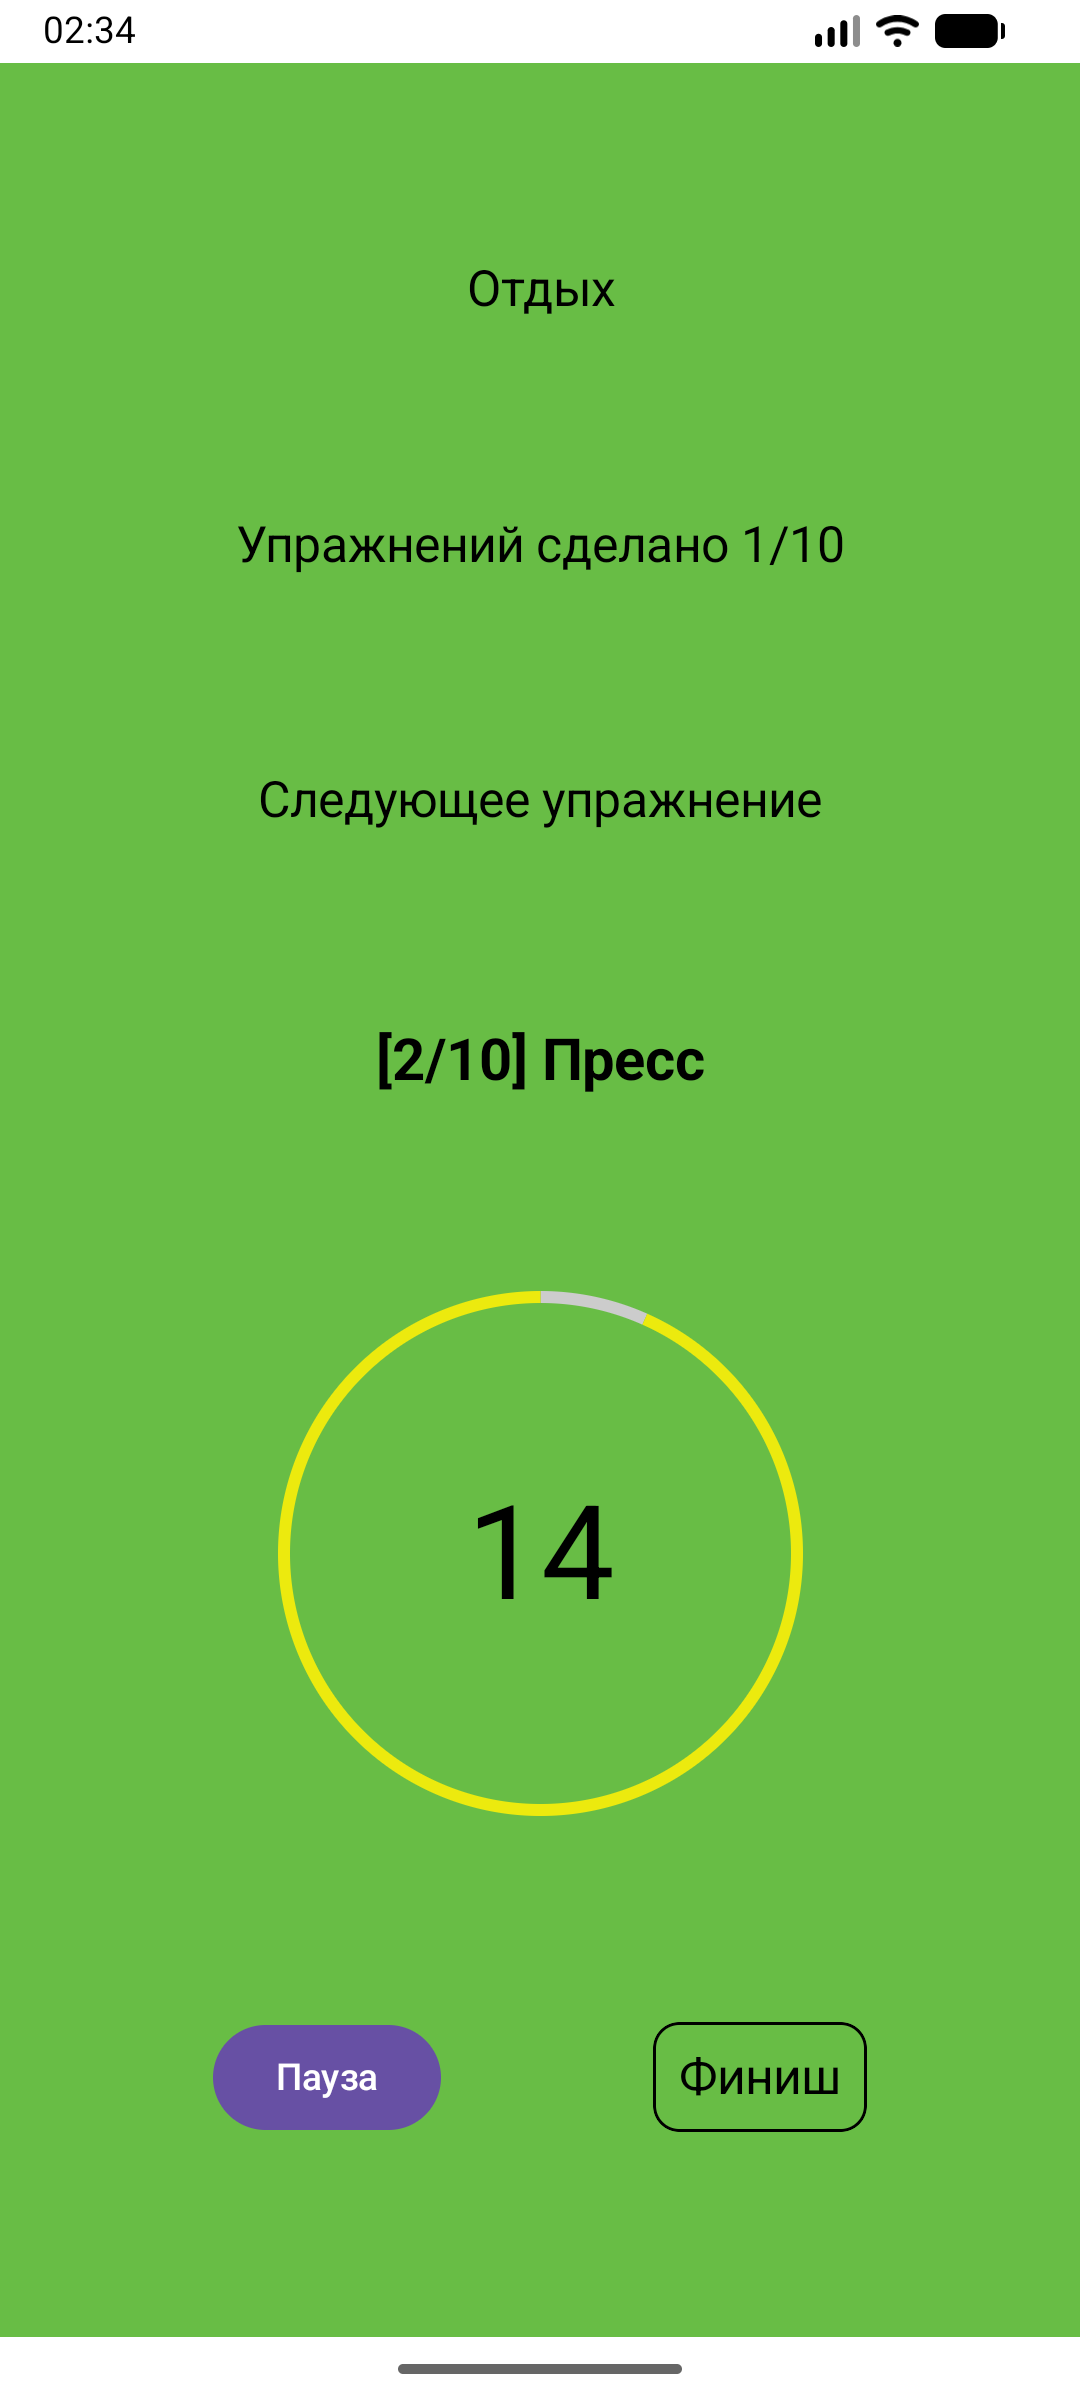 02:34
Отдых
Упражнений сделано 1/10
Следующее упражнение
[2/10] Пресс
14
Пауза
Финиш